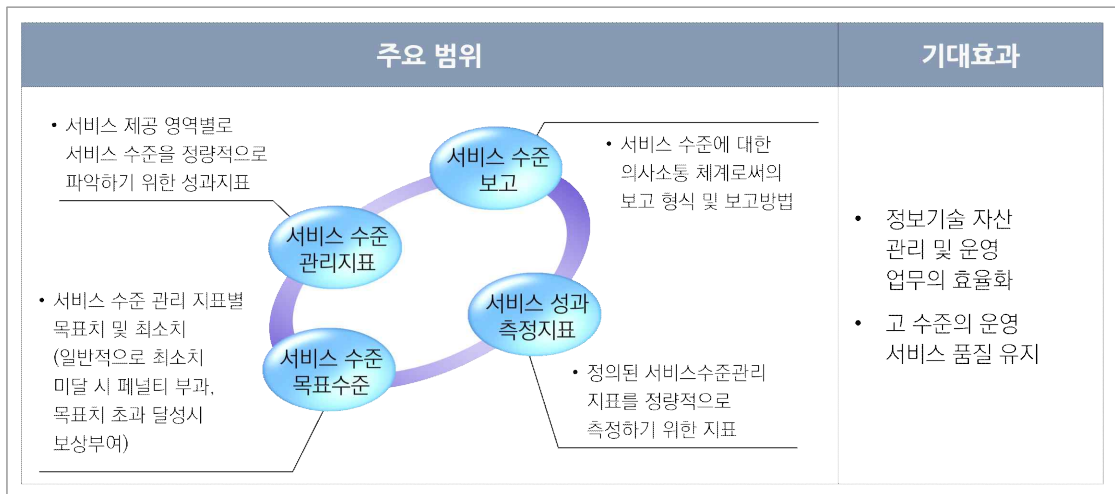 주요 범위
기대효과
• 서비스 제공 영역별로
서비스 수준을 정량적으로
파악하기 위한 성과지표
서비스 수준
보고
• 서비스 수준에 대한
의사소통 체계로써의
보고 형식 및 보고방법
서비스 수준
관리지표
• 서비스 수준 관리 지표별
목표치 및 최소치
(일반적으로 최소치
미달 시 페널티 부과,
목표치 초과 달성시
보상부여)
서비스 성과
측정지표
서비스 수준
목표수준
• 정의된 서비스수준관리
지표를 정량적으로
측정하기 위한 지표
• 정보기술 자산
관리 및 운영
업무의 효율화
• 고 수준의 운영
서비스 품질 유지